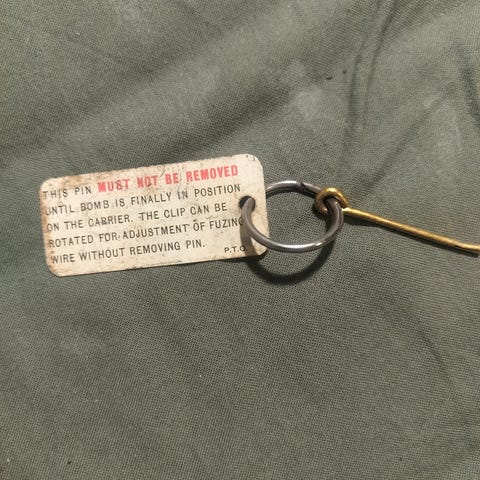 THIS PIN MUST NOT BE REMOVED
UNTIL BOMB IS FINALLY IN POSITION
ON THE CARRIER. THE CLIP CAN BE
ROTATED FOR ADJUSTMENT OF FUZING
WIRE WITHOUT REMOVING PIN.
P.T.O.